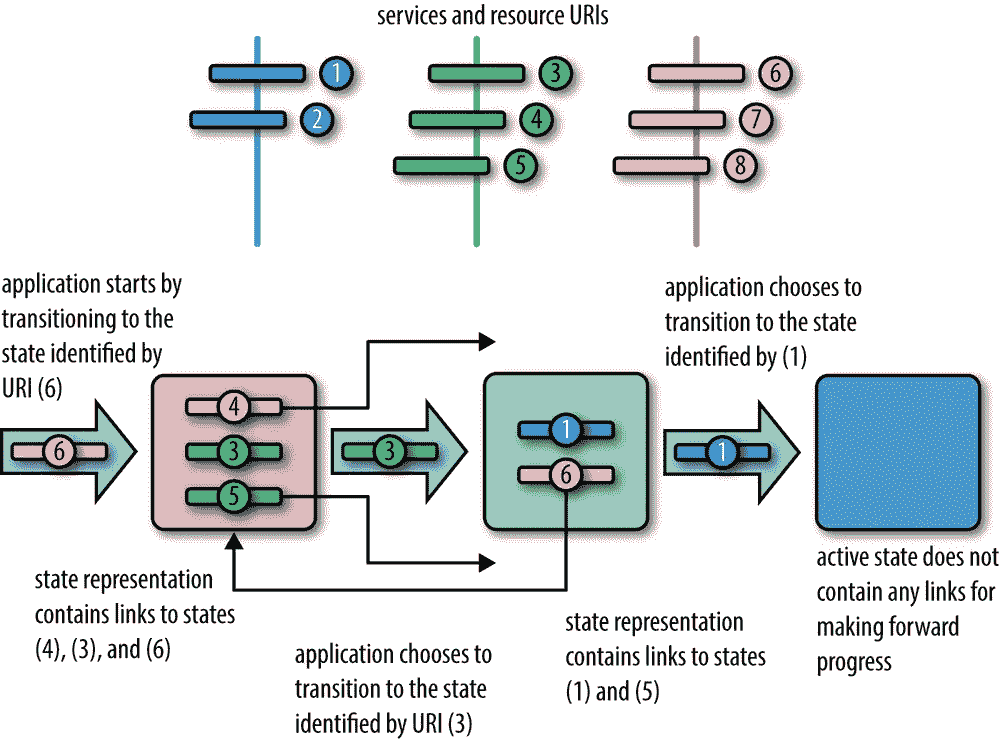 services and resource URIs
1
3
6
2
4
7
5
8
application starts by
transitioning to the
state identified by
URI (6)
application chooses to
transition to the state
identified by (1)
4
1
6
3
3
1
6
5
state representation
contains links to states
(4), (3), and (6)
application chooses to
transition to the state
identified by URI (3)
state representation
contains links to states
(1) and (5)
active state does not
contain any links for
making forward
progress